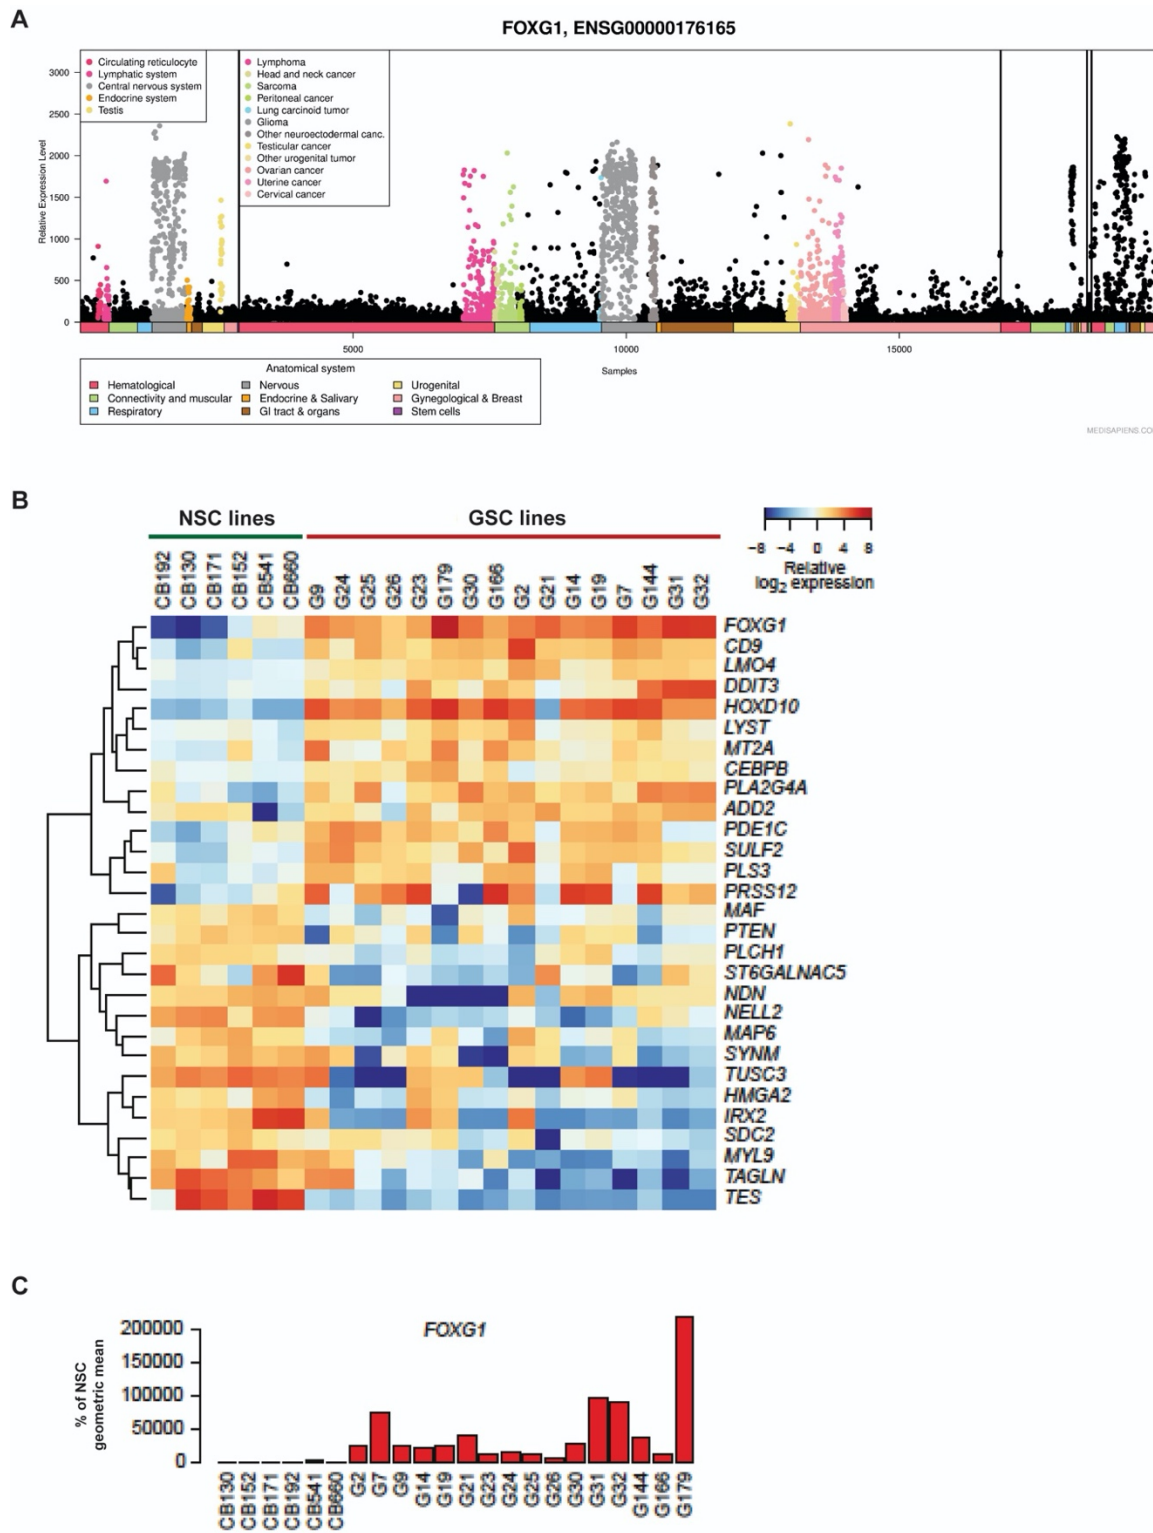 A
FOXG1, ENSG00000176165
Relative Expression Level
3000
2500
2000
1500
1000
500
0
Circulating reticulocyte
Lymphatic system
Central nervous system
Endocrine system
Testis
Lymphoma
Head and neck cancer
Sarcoma
Peritoneal cancer
Lung carcinoid tumor
Glioma
Other neuroectodermal canc.
Testicular cancer
Other urogenital tumor
Ovarian cancer
Uterine cancer
Cervical cancer
5000 10000 15000
Samples
Anatomical system
Hematological Nervous Urogenital
Connectivity and muscular Endocrine & Salivary Gynegological & Breast
Respiratory GI tract & organs Stem cells
MEDISAPIENS.CO
B
NSC lines GSC lines
CB192 CB130 CB171 CB152 CB541 CB660 G9 G24 G25 G26 G23 G179 G30 G166 G2 G21 G14 G19 G7 G144 G31 G32
−8 −4 0 4 8
Relative
log2 expression
FOXG1
CD9
LMO4
DDIT3
HOXD10
LYST
MT2A
CEBPB
PLA2G4A
ADD2
PDE1C
SULF2
PLS3
PRSS12
MAF
PTEN
PLCH1
ST6GALNAC5
NDN
NELL2
MAP6
SYNM
TUSC3
HMGA2
IRX2
SDC2
MYL9
TAGLN
TES
C
FOXG1
% of NSC
geometric mean
200000
150000
100000
50000
0
CB130 CB152 CB171 CB192 CB541 CB660 G2 G7 G9 G14 G19 G21 G23 G24 G25 G26 G30 G31 G32 G144 G166 G179